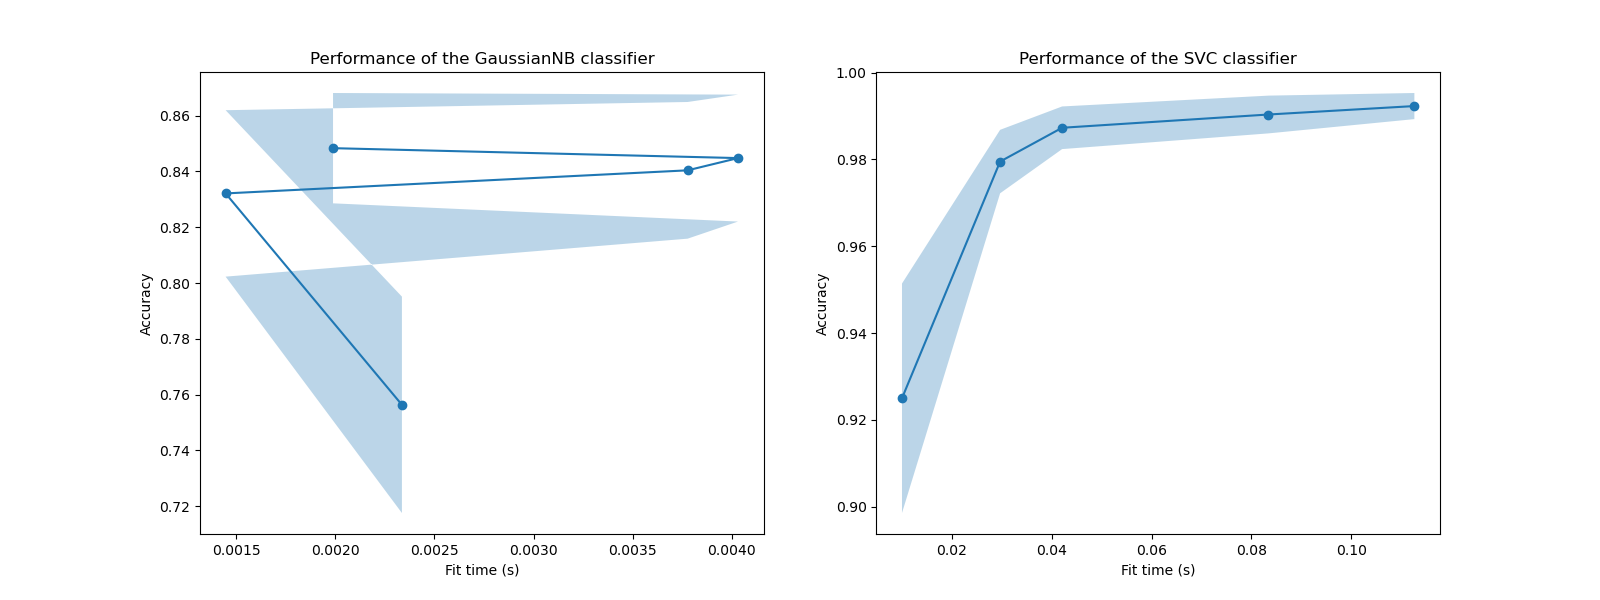 Performance of the GaussianNB classifier
Accuracy
0.86
0.84
0.82
0.80
0.78
0.76
0.74
0.72
0.0015 0.0020 0.0025 0.0030 0.0035 0.0040
Fit time (s)
Performance of the SVC classifier
Accuracy
1.00
0.98
0.96
0.94
0.92
0.90
0.02 0.04 0.06 0.08 0.10
Fit time (s)